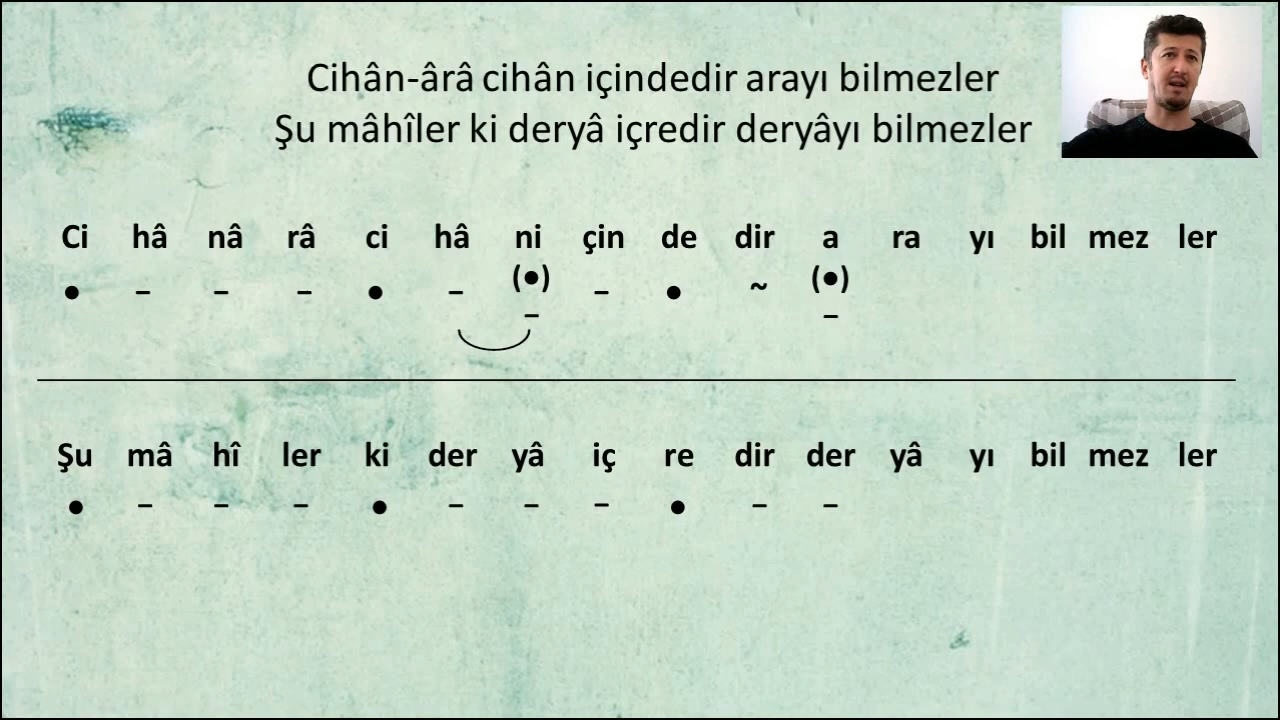 Cihân-ârâ cihân içindedir arayı bilmezler
Şu mâhîler ki deryâ içredir deryâyı bilmezler
Ci hâ nâ râ ci hâ ni çin de dir a ra yı bil mez ler
• – – – • – (•) – • ~ (•)
– –
Şu mâ hî ler ki der yâ iç re dir der yâ yı bil mez ler
• – – – • – – – • – –